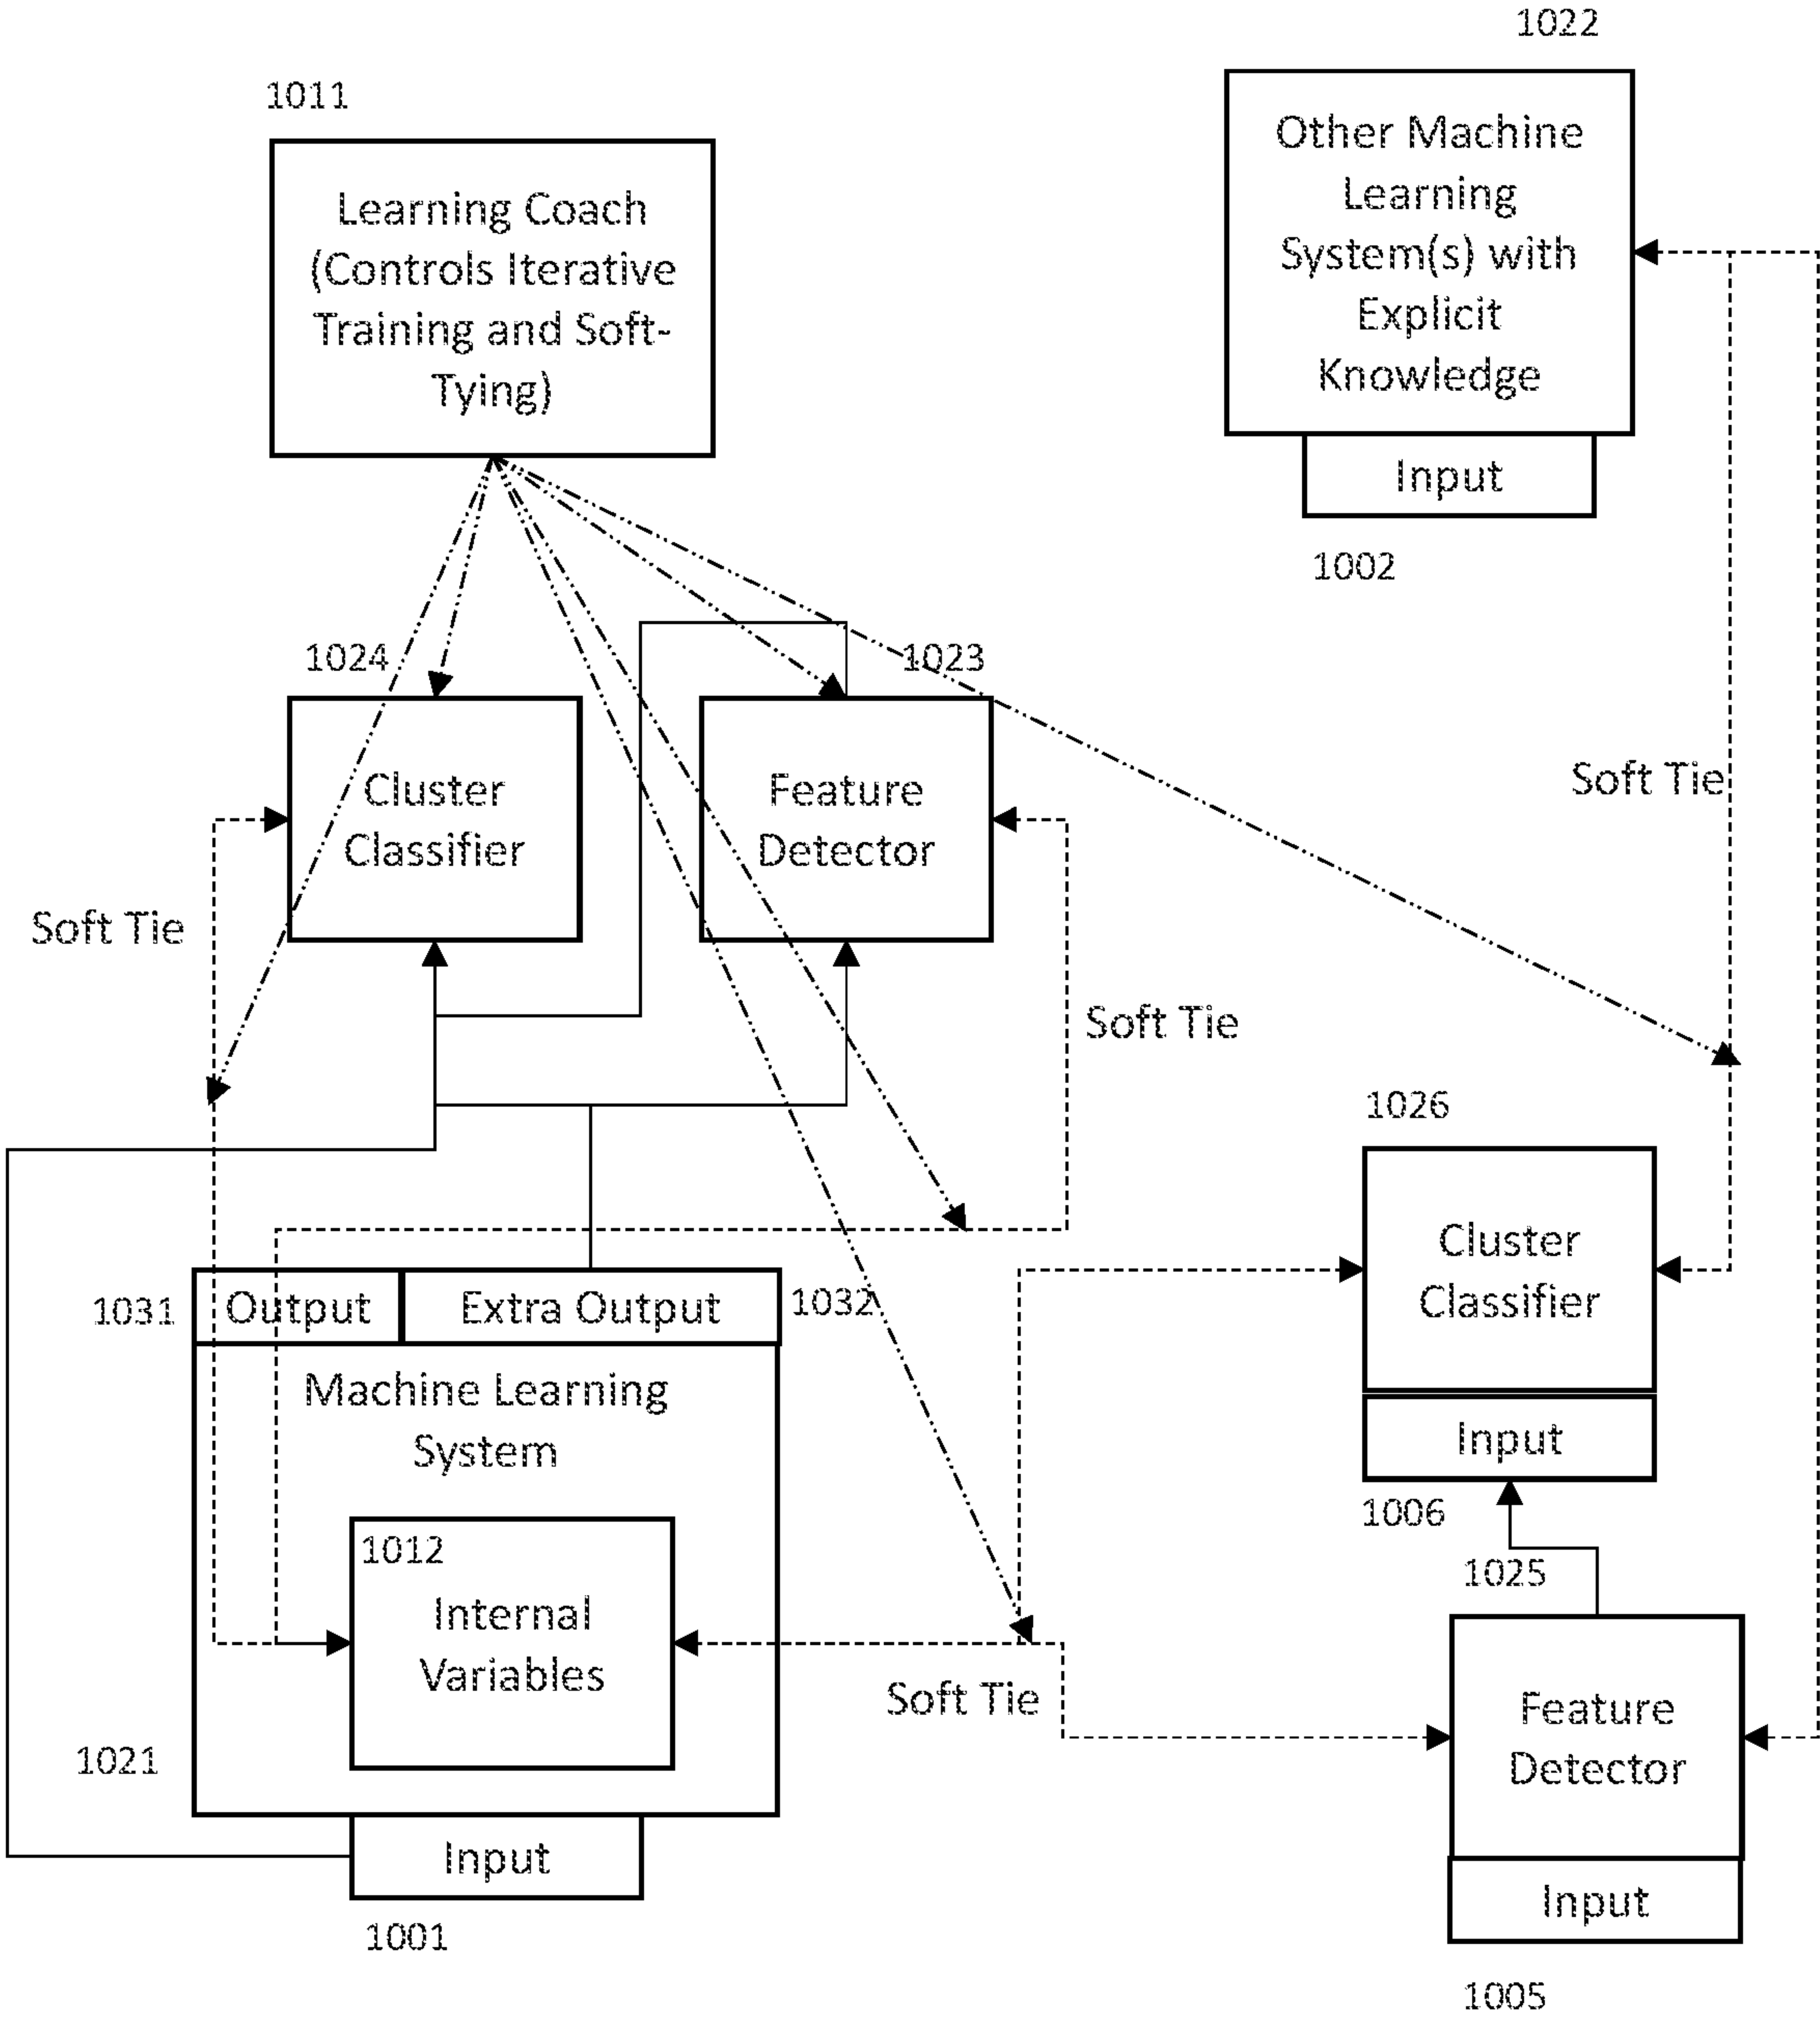 1022
1011
Other Machine
Learning
System(s) with
Explicit
Knowledge
Learning Coach
(Controls Iterative
Training and Soft-
Tying)
Input
1002
1024
1023
Cluster
Classifier
Feature
Detector
Soft Tie
Soft Tie
Soft Tie
1026
Cluster
Classifier
1031
Output
Extra Output
1032
Machine Learning
System
Input
1006
1012
Internal
Variables
1025
Soft Tie
Feature
Detector
1021
Input
1001
Input
1005